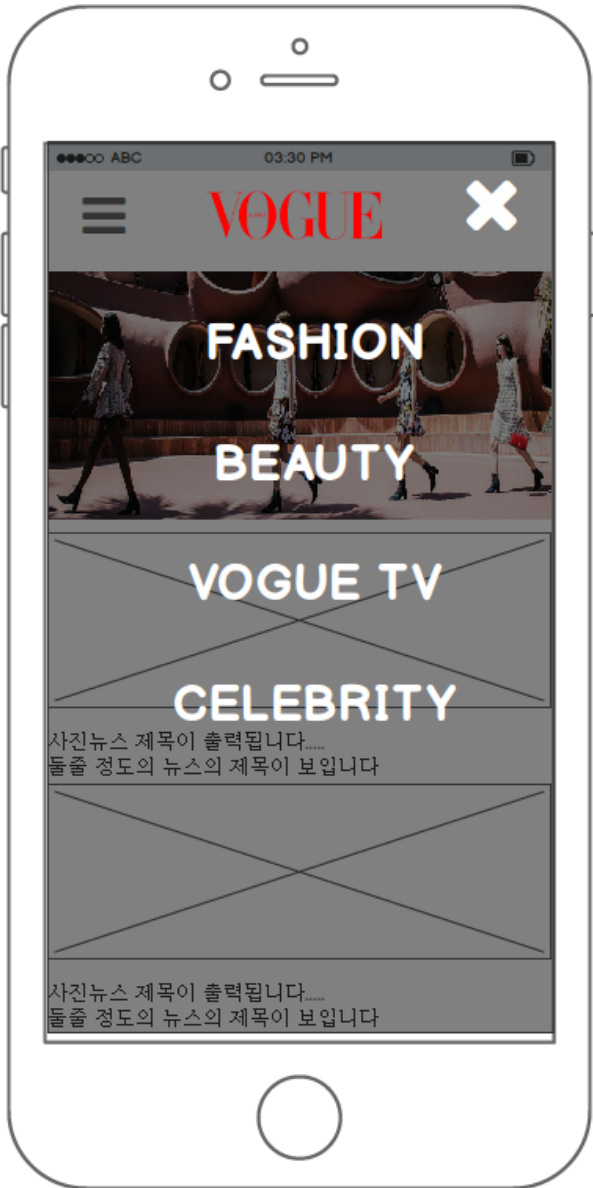 ABC 03:30 PM
VOGUE
FASHION
BEAUTY
VOGUE TV
CELEBRITY
사진뉴스 제목이 출력됩니다.....
둘줄 정도의 뉴스의 제목이 보입니다
사진뉴스 제목이 출력됩니다.....
둘줄 정도의 뉴스의 제목이 보입니다